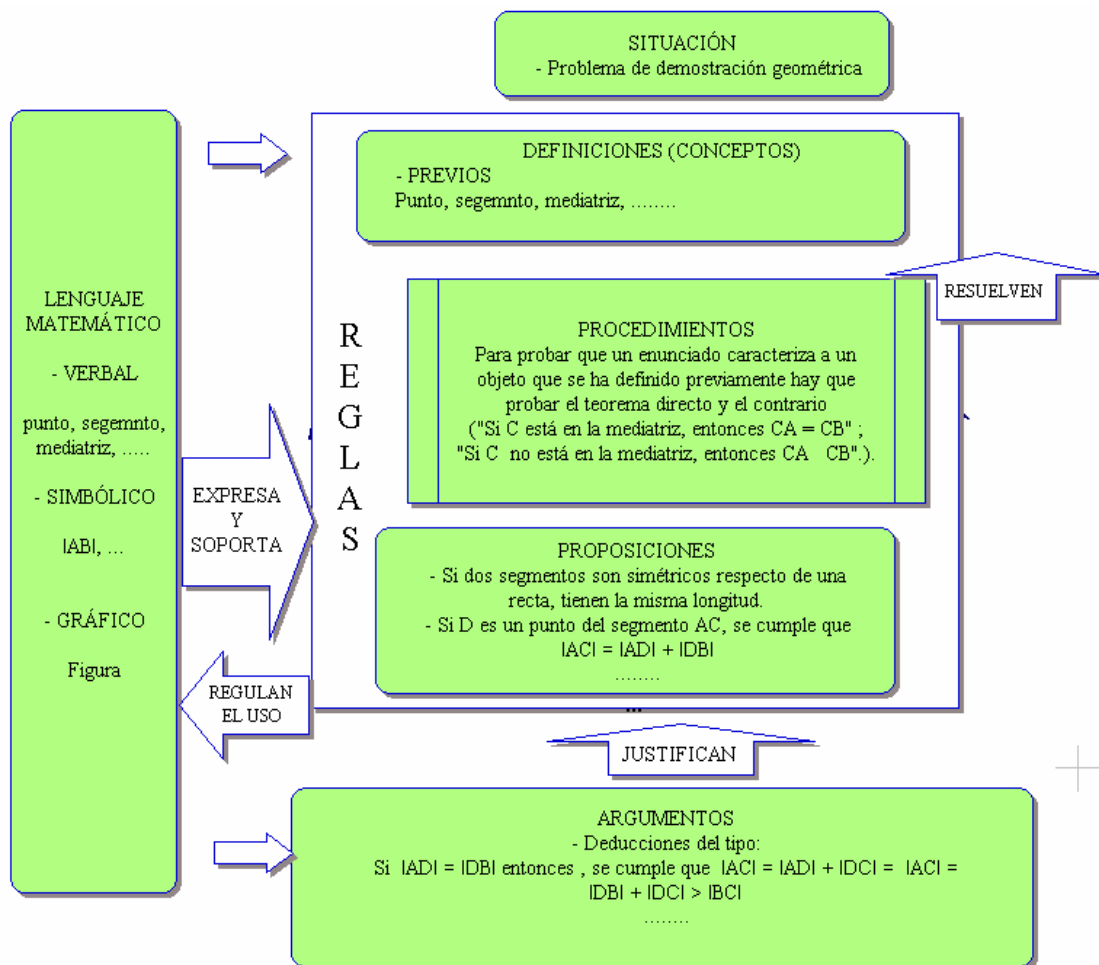 SITUACIÓN
- Problema de demostración geométrica
DEFINICIONES (CONCEPTOS)
- PREVIOS
Punto, segemnto, mediatriz, ........
RESUELVEN
LENGUAJE
MATEMÁTICO
- VERBAL
punto, segemnto,
mediatriz, .....
- SIMBÓLICO
|AB|, ...
- GRÁFICO
Figura
EXPRESA
Y
SOPORTA
REGULAN
EL USO
R
E
G
L
A
S
PROCEDIMIENTOS
Para probar que un enunciado caracteriza a un
objeto que se ha definido previamente hay que
probar el teorema directo y el contrario
("Si C está en la mediatriz, entonces CA = CB" ;
"Si C no está en la mediatriz, entonces CA CB".).
PROPOSICIONES
- Si dos segmentos son simétricos respecto de una
recta, tienen la misma longitud.
- Si D es un punto del segmento AC, se cumple que
|AC| = |AD| + |DB|
........
...
JUSTIFICAN
ARGUMENTOS
- Deducciones del tipo:
Si |AD| = |DB| entonces , se cumple que |AC| = |AD| + |DC| = |AC| =
|DB| + |DC| > |BC|
........